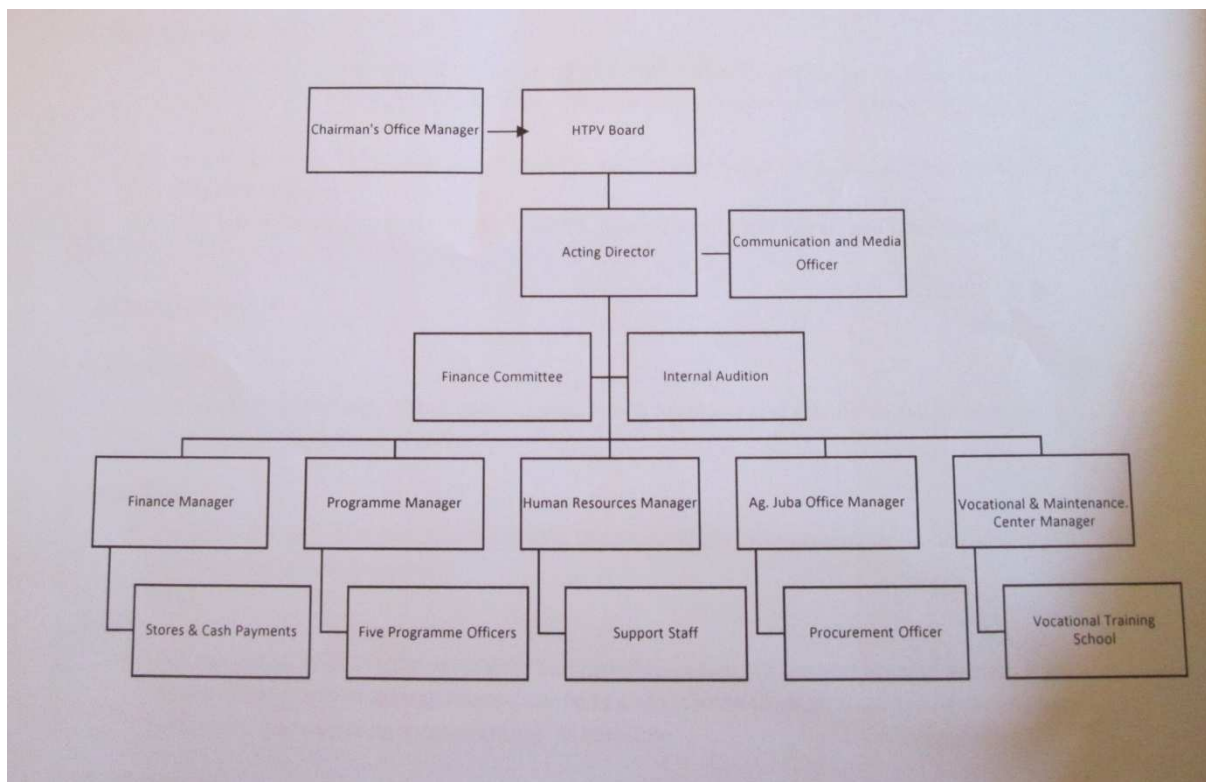 Chairman's Office Manager
HTPV Board
Acting Director
Communication and Media
Officer
Finance Committee
Internal Audition
Finance Manager
Programme Manager
Human Resources Manager
Ag. Juba Office Manager
Vocational & Maintenance.
Center Manager
Stores & Cash Payments
Five Programme Officers
Support Staff
Procurement Officer
Vocational Training
School